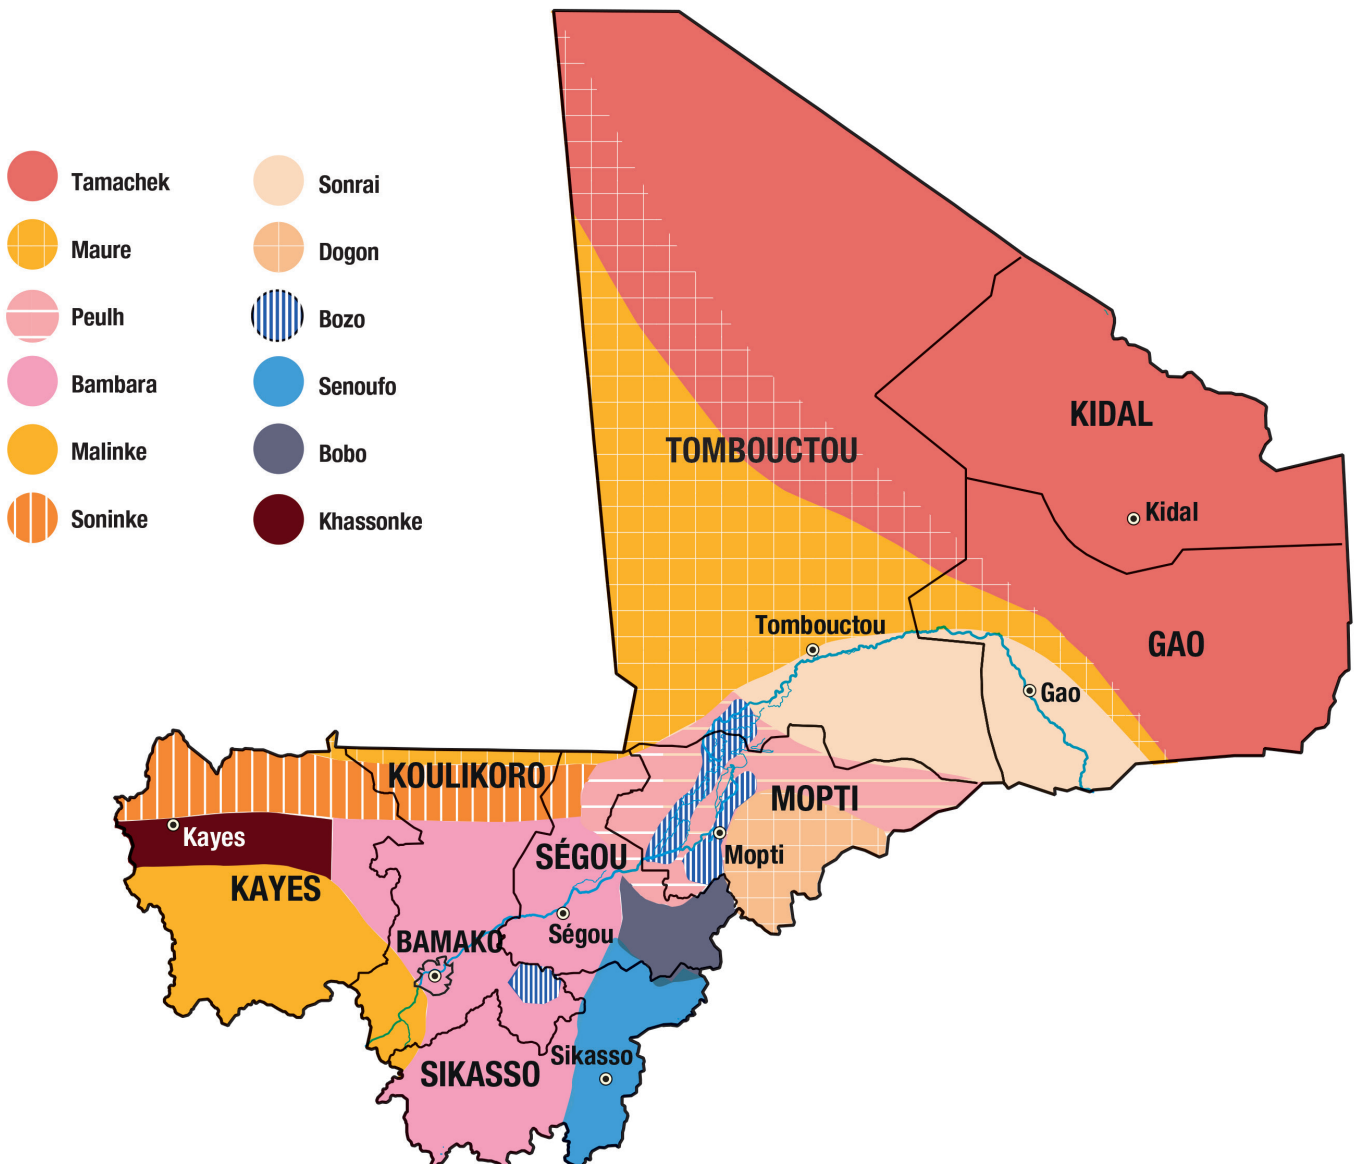 Tamachek
Maure
Peulh
Bambara
Malinke
Soninke
Sonrai
Dogon
Bozo
Senoufo
Bobo
Khassonke
KIDAL
TOMBOUCTOU
Kidal
Tombouctou
GAO
Gao
KOULIKORO
MOPTI
Kayes
SÉGOU
Mopti
KAYES
Ségou
BAMAKO
Sikasso
SIKASSO